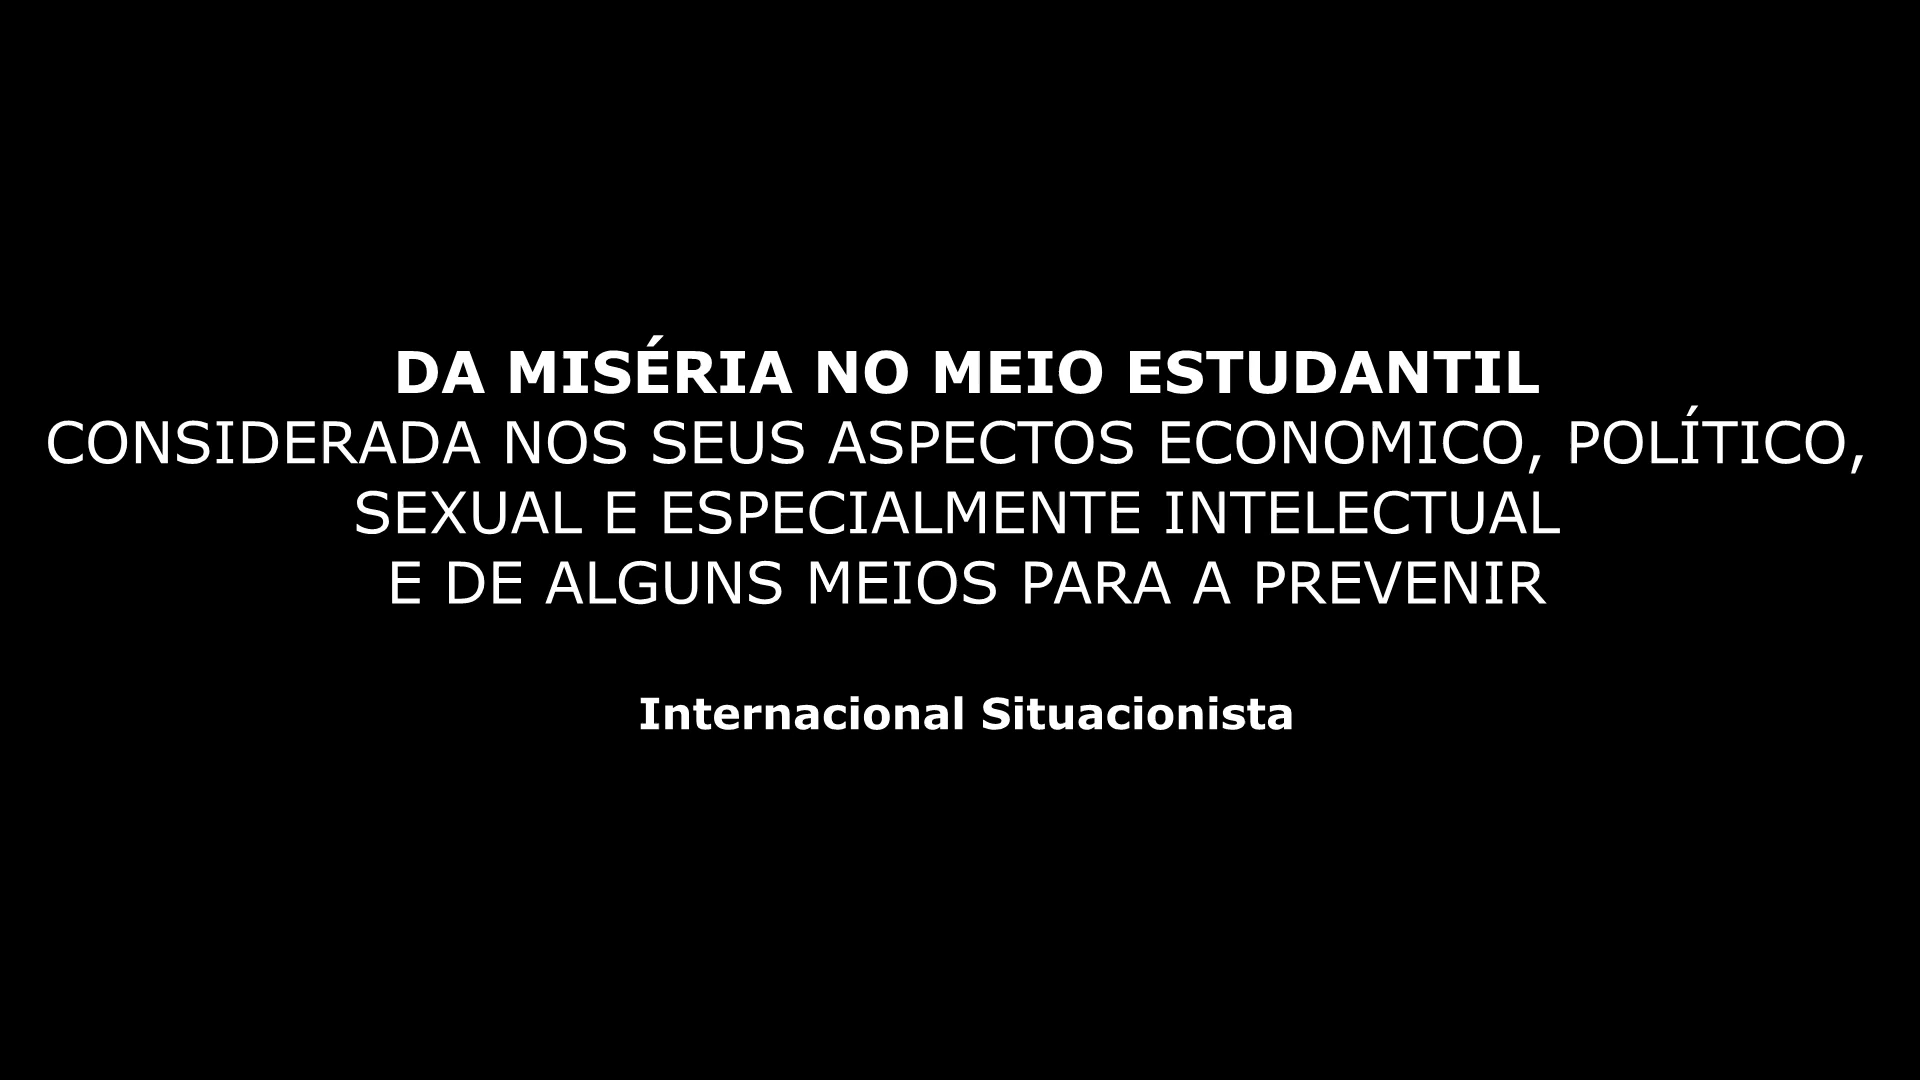 DA MISÉRIA NO MEIO ESTUDANTIL
CONSIDERADA NOS SEUS ASPECTOS ECONOMICO, POLÍTICO,
SEXUAL E ESPECIALMENTE INTELECTUAL
E DE ALGUNS MEIOS PARA A PREVENIR
Internacional Situacionista